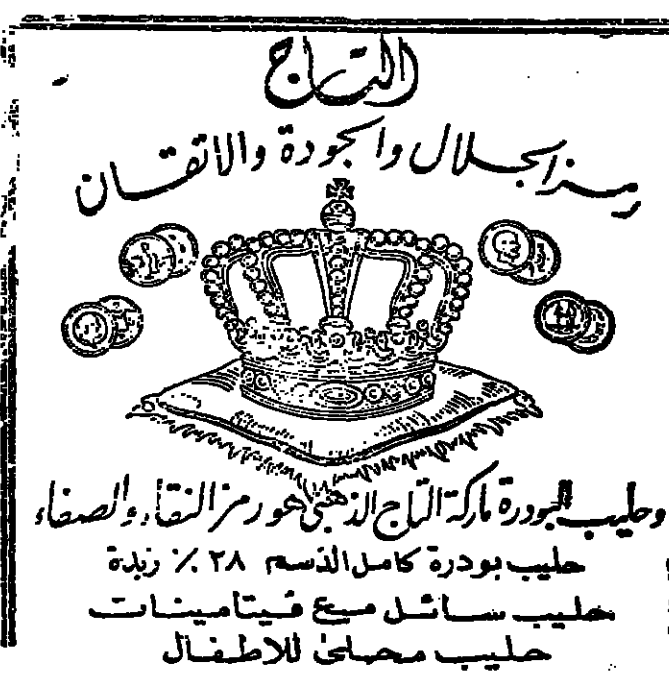 التاج
رمز الجلال والجودة والاتقان
وحليب البودرة ماركة التاج الذهبي هو رمز النقاء والصفاء
حليب بودرة كامل الدسم ٢٨ ٪ زبدة
حليب سائل مع فيتامينات
حليب محلى للاطفال